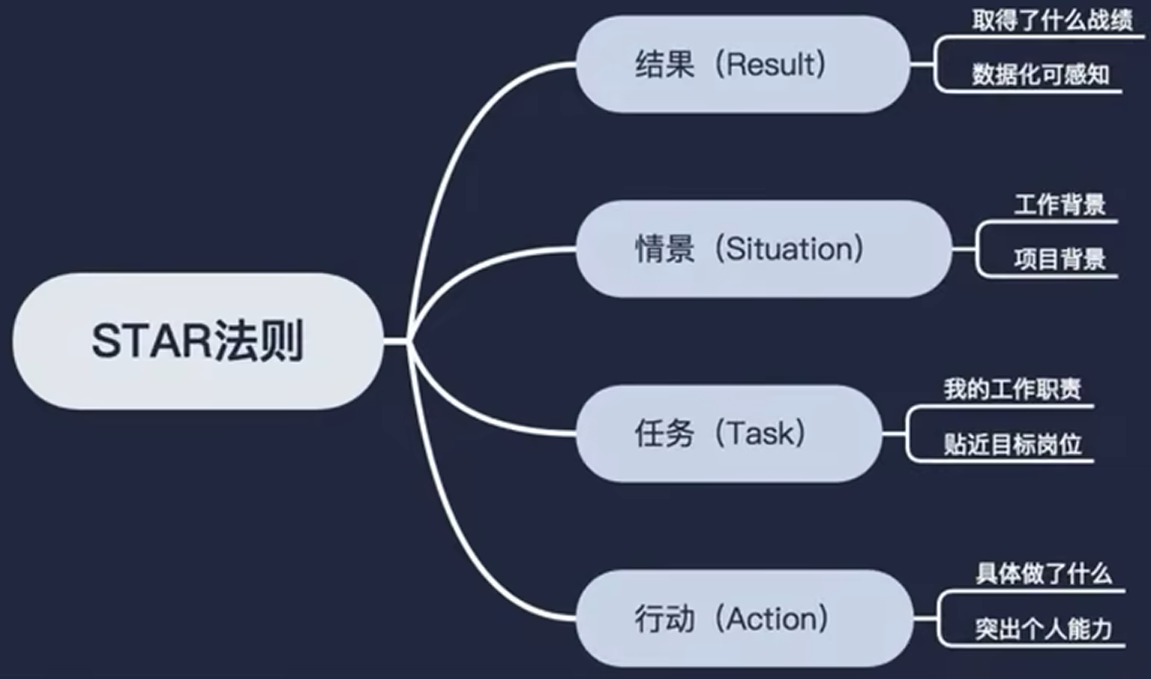 STAR法则
结果（Result）
取得了什么战绩
数据化可感知
情景（Situation）
工作背景
项目背景
任务（Task）
我的工作职责
贴近目标岗位
行动（Action）
具体做了什么
突出个人能力